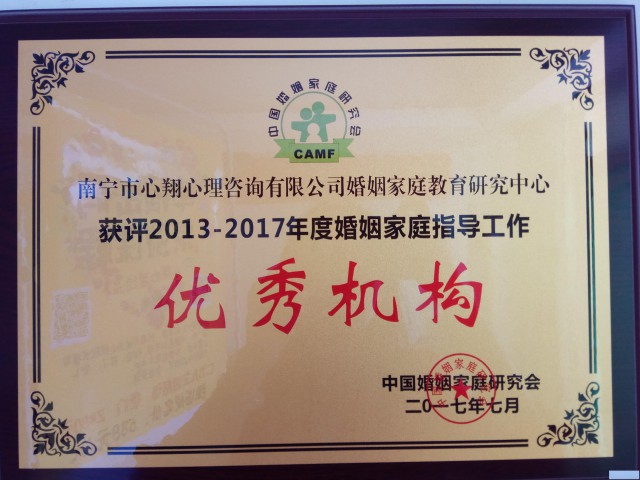 中国婚姻家庭研究会
CAMF
南宁市心翔心理咨询有限公司婚姻家庭教育研究中心
获评2013-2017年度婚姻家庭指导工作
优秀机构
中国婚姻家庭研究会
二〇一七年七月